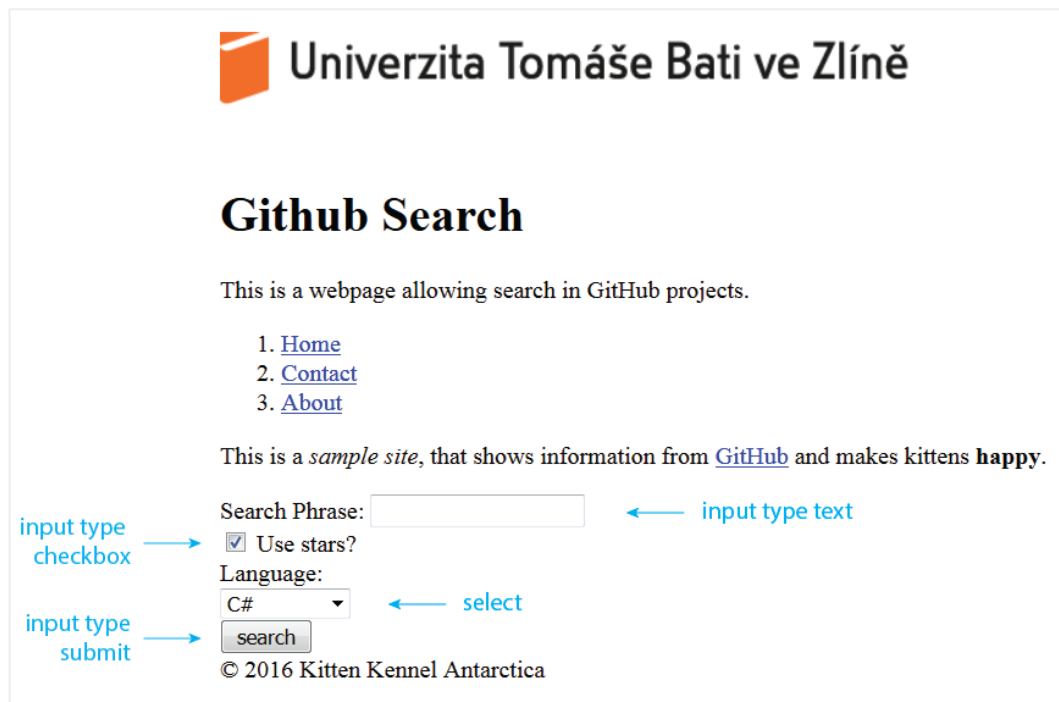 Univerzita Tomáše Bati ve Zlíně
Github Search
This is a webpage allowing search in GitHub projects.
1. Home
2. Contact
3. About
This is a sample site, that shows information from GitHub and makes kittens happy.
Search Phrase:
input type text
input type
checkbox
Use stars?
Language:
C#
select
input type
submit
search
© 2016 Kitten Kennel Antarctica